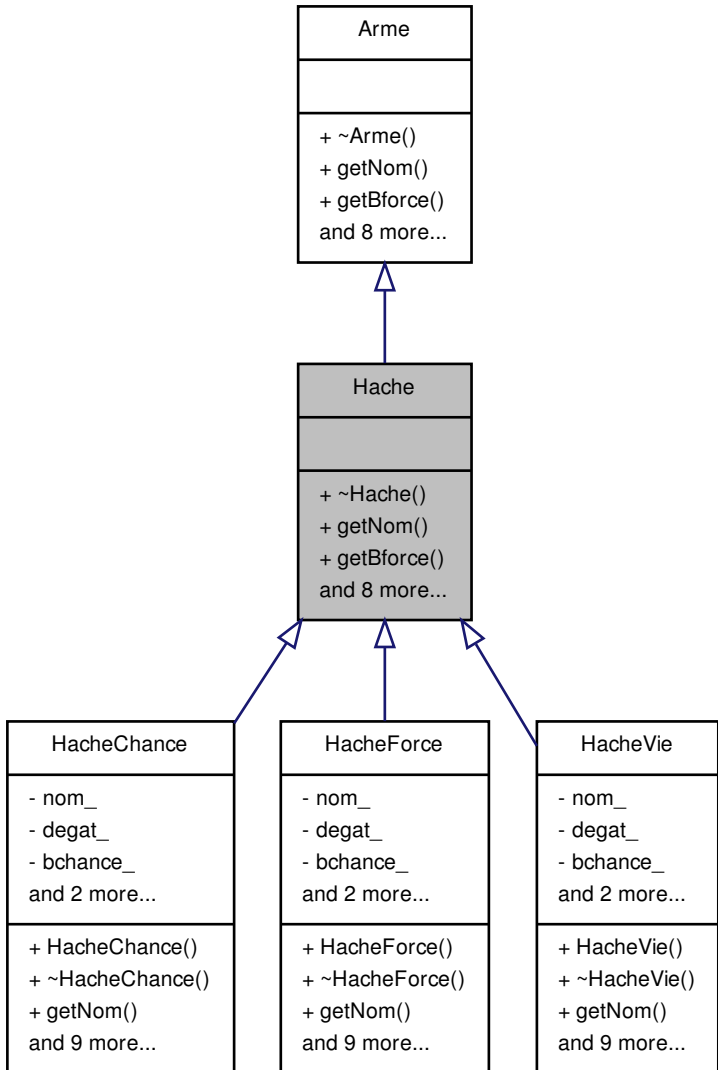 Arme
+ ~Arme()
+ getNom()
+ getBforce()
and 8 more...
Hache
+ ~Hache()
+ getNom()
+ getBforce()
and 8 more...
HacheChance
- nom_
- degat_
- bchance_
and 2 more...
+ HacheChance()
+ ~HacheChance()
+ getNom()
and 9 more...
HacheForce
- nom_
- degat_
- bchance_
and 2 more...
+ HacheForce()
+ ~HacheForce()
+ getNom()
and 9 more...
HacheVie
- nom_
- degat_
- bchance_
and 2 more...
+ HacheVie()
+ ~HacheVie()
+ getNom()
and 9 more...